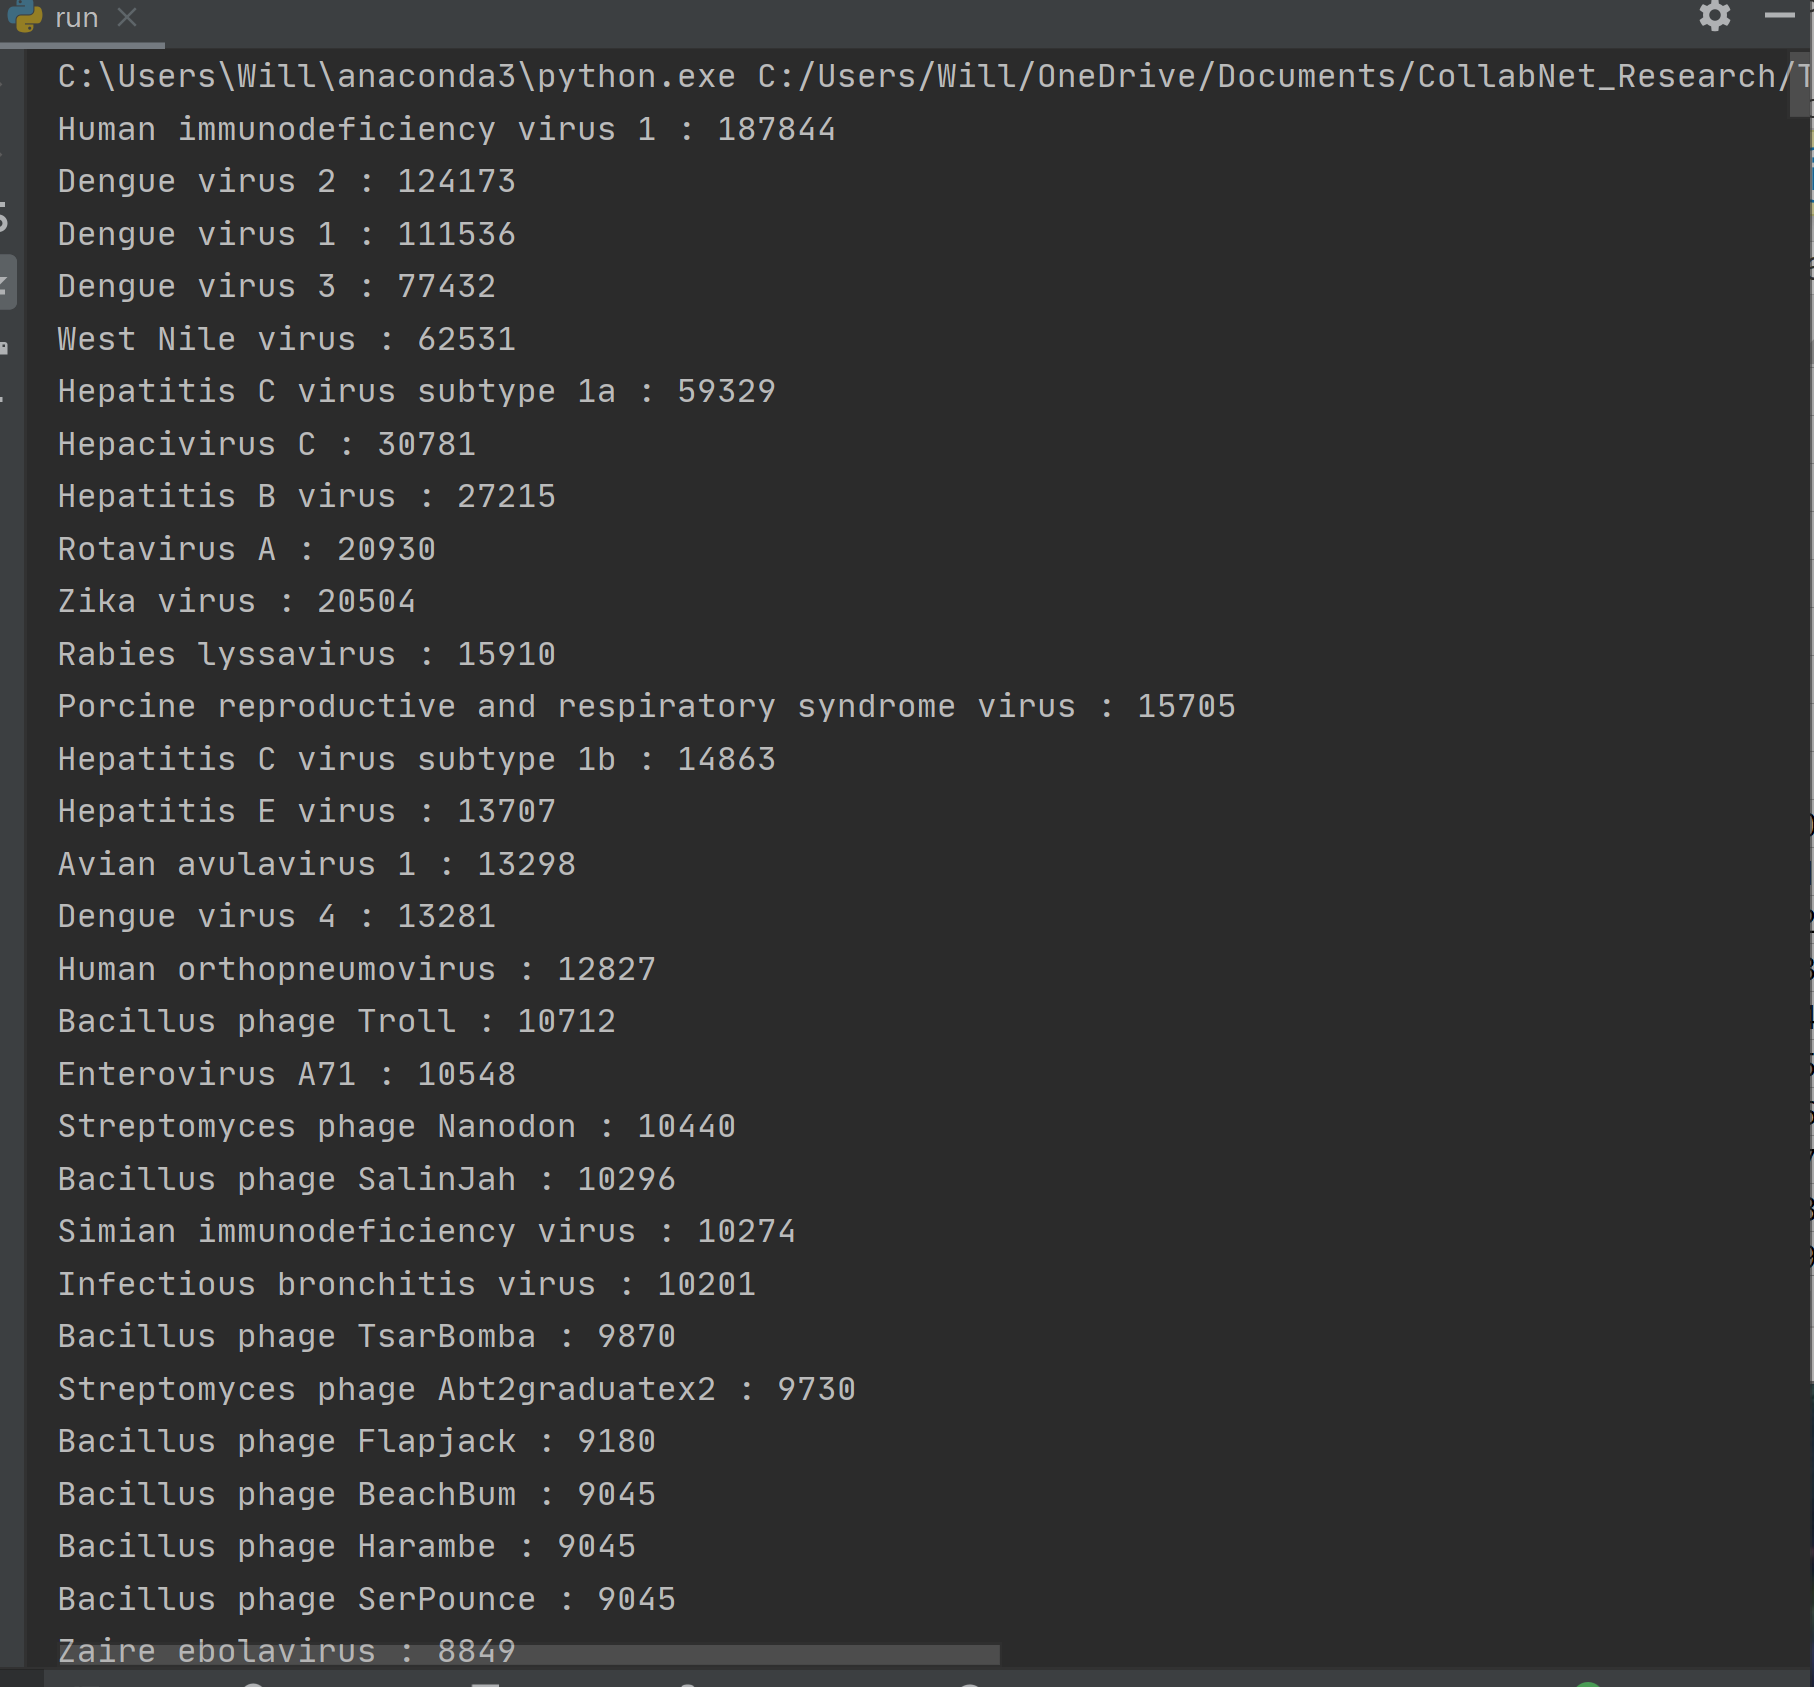 run
C:\Users\Will\anaconda3\python.exe C:/Users/Will/OneDrive/Documents/CollabNet_Research/
Human immunodeficiency virus 1 : 187844
Dengue virus 2 : 124173
Dengue virus 1 : 111536
Dengue virus 3 : 77432
West Nile virus : 62531
Hepatitis C virus subtype 1a : 59329
Hepacivirus C : 30781
Hepatitis B virus : 27215
Rotavirus A : 20930
Zika virus : 20504
Rabies lyssavirus : 15910
Porcine reproductive and respiratory syndrome virus : 15705
Hepatitis C virus subtype 1b : 14863
Hepatitis E virus : 13707
Avian avulavirus 1 : 13298
Dengue virus 4 : 13281
Human orthopneumovirus : 12827
Bacillus phage Troll : 10712
Enterovirus A71 : 10548
Streptomyces phage Nanodon : 10440
Bacillus phage SalinJah : 10296
Simian immunodeficiency virus : 10274
Infectious bronchitis virus : 10201
Bacillus phage TsarBomba : 9870
Streptomyces phage Abt2graduatex2 : 9730
Bacillus phage Flapjack : 9180
Bacillus phage BeachBum : 9045
Bacillus phage Harambe : 9045
Bacillus phage SerPounce : 9045
Zaire ebolavirus : 8849